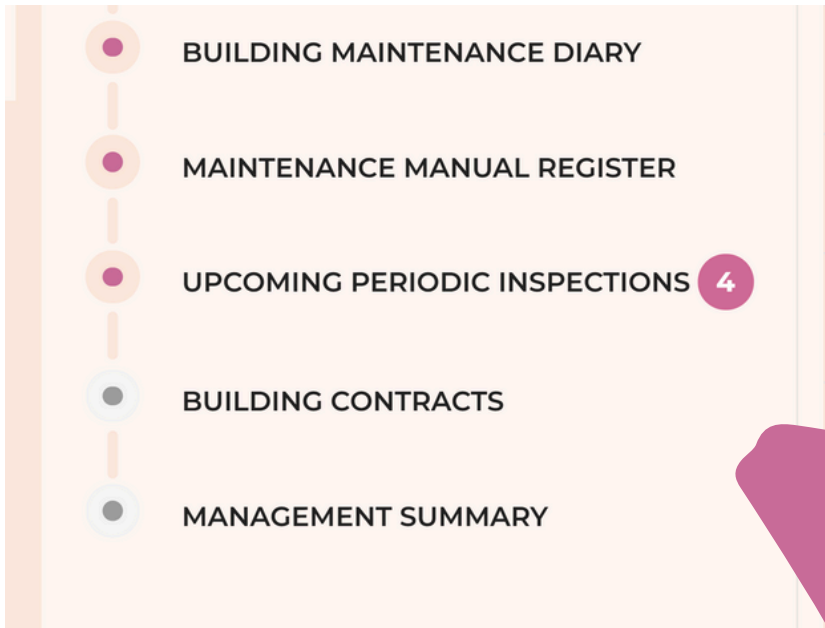 BUILDING MAINTENANCE DIARY
MAINTENANCE MANUAL REGISTER
UPCOMING PERIODIC INSPECTIONS 4
BUILDING CONTRACTS
MANAGEMENT SUMMARY